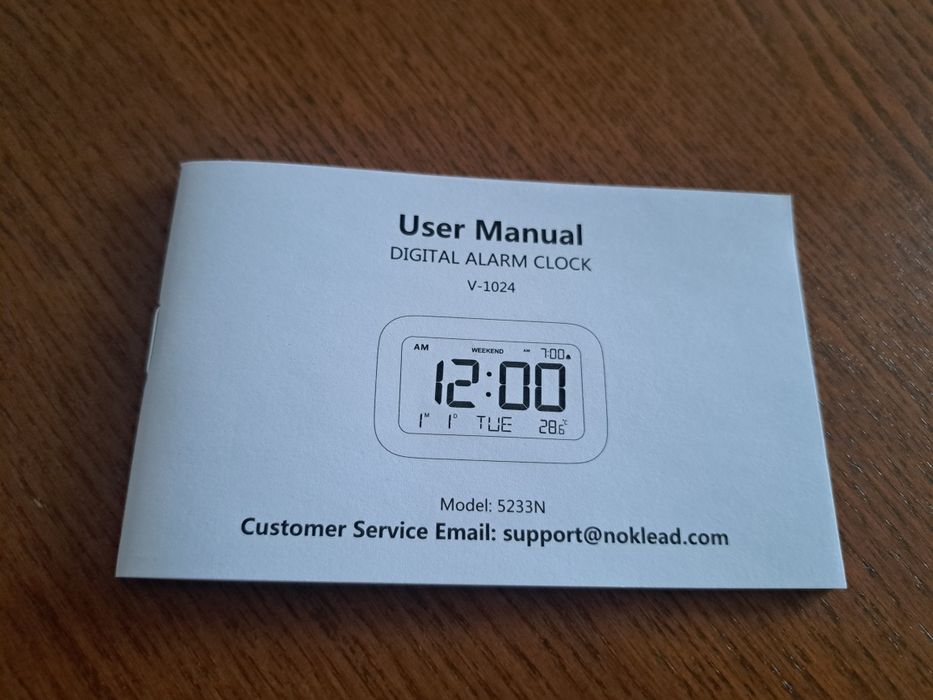 User Manual
DIGITAL ALARM CLOCK
V-1024
AM WEEKEND AM 7:00
12:00
1 M 1 D TUE 28.6 °C
Model: 5233N
Customer Service Email: support@noklead.com